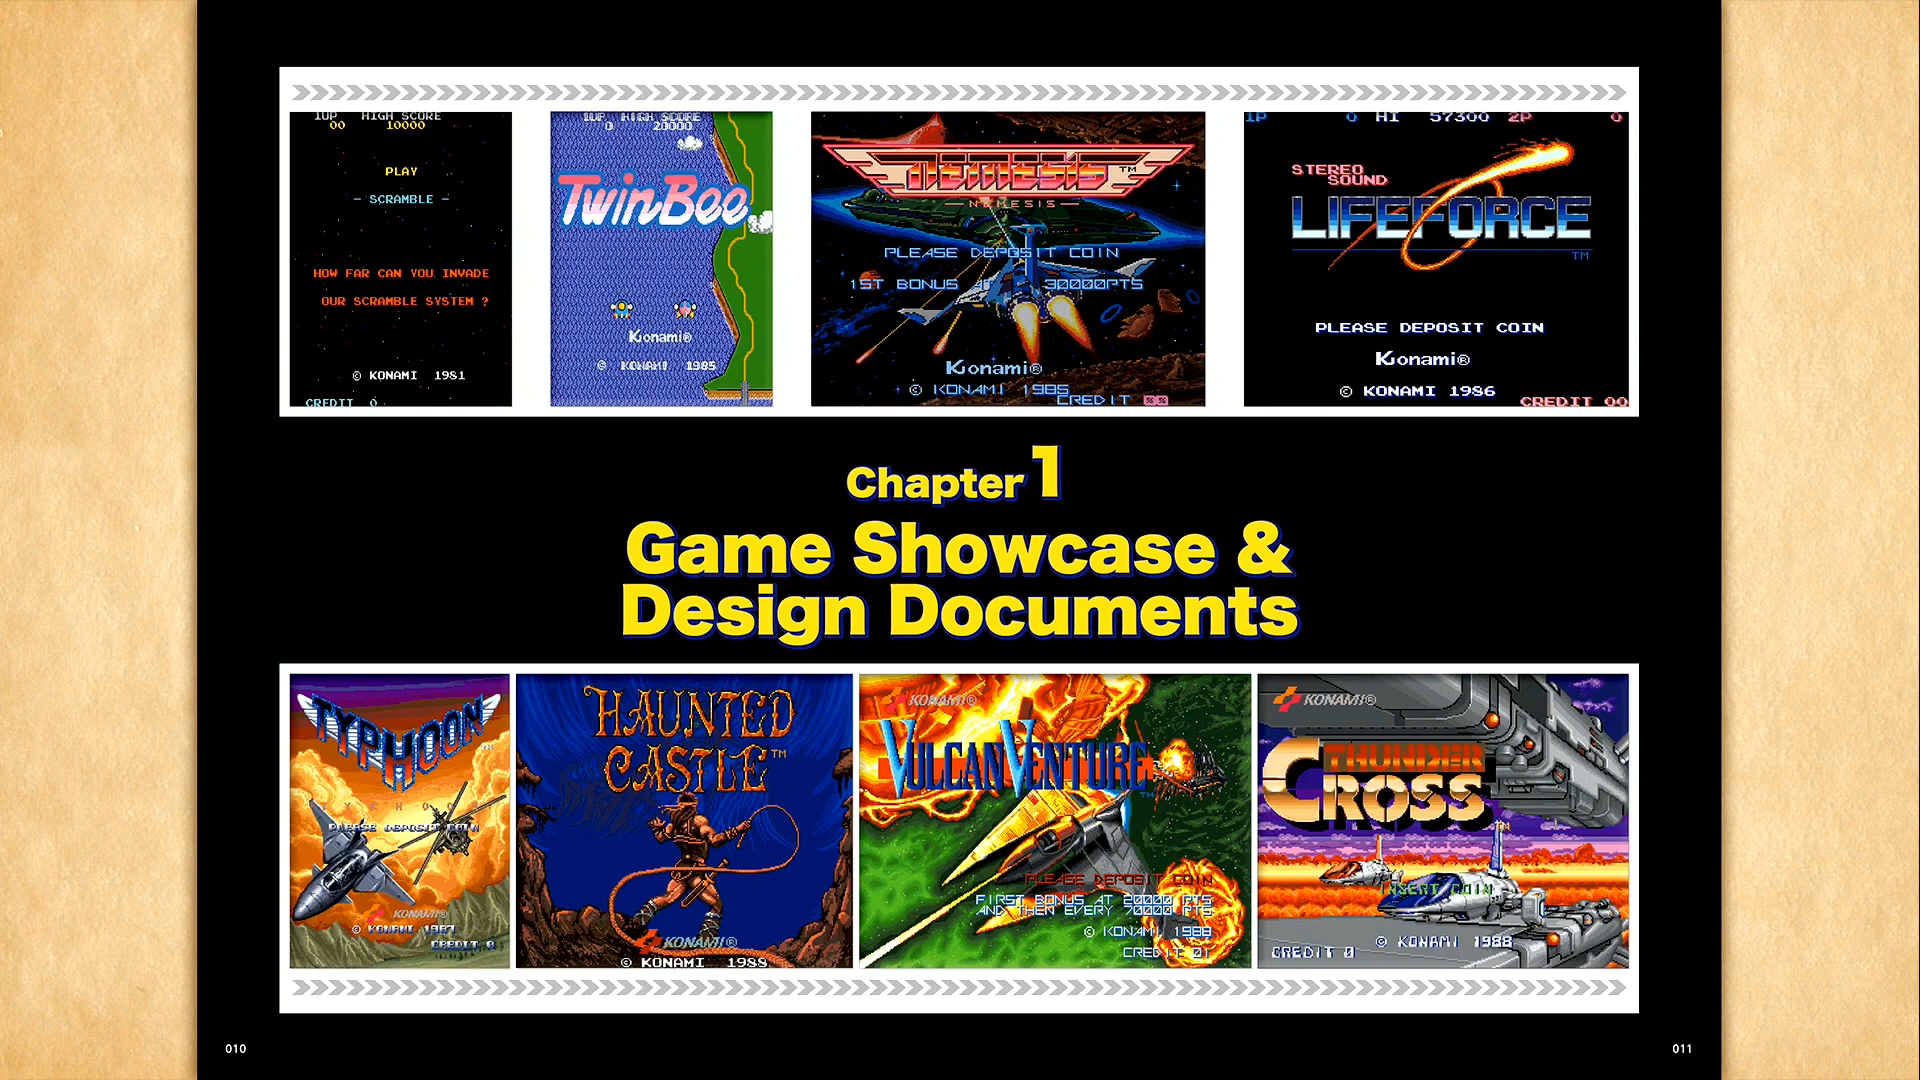 1UP HIGH SCORE
00 10000
PLAY
- SCRAMBLE -
HOW FAR CAN YOU INVADE
OUR SCRAMBLE SYSTEM ?
© KONAMI 1981
CREDIT 0
1UP HIGH SCORE
0 20000
TwinBee
Konami®
© KONAMI 1985
NEMESIS™
NEMESIS
PLEASE DEPOSIT COIN
1ST BONUS AT 30000PTS
Konami®
© KONAMI 1985
CREDIT
1P 0 HI 57300 2P 0
STEREO
SOUND
LIFEFORCE
TM
PLEASE DEPOSIT COIN
Konami®
© KONAMI 1986
CREDIT 00
Chapter 1
Game Showcase &
Design Documents
TYPHOON
TM
PLEASE DEPOSIT COIN
KONAMI®
© KONAMI 1987
CREDIT 0
HAUNTED
CASTLE™
KONAMI®
© KONAMI 1988
KONAMI®
VULCAN VENTURE
PLEASE DEPOSIT COIN
FIRST BONUS AT 20000 PTS
AND THEN EVERY 70000 PTS
© KONAMI 1988
CREDIT 01
KONAMI®
THUNDER
CROSS
TM
INSERT COIN
© KONAMI 1988
CREDIT 0
010
011